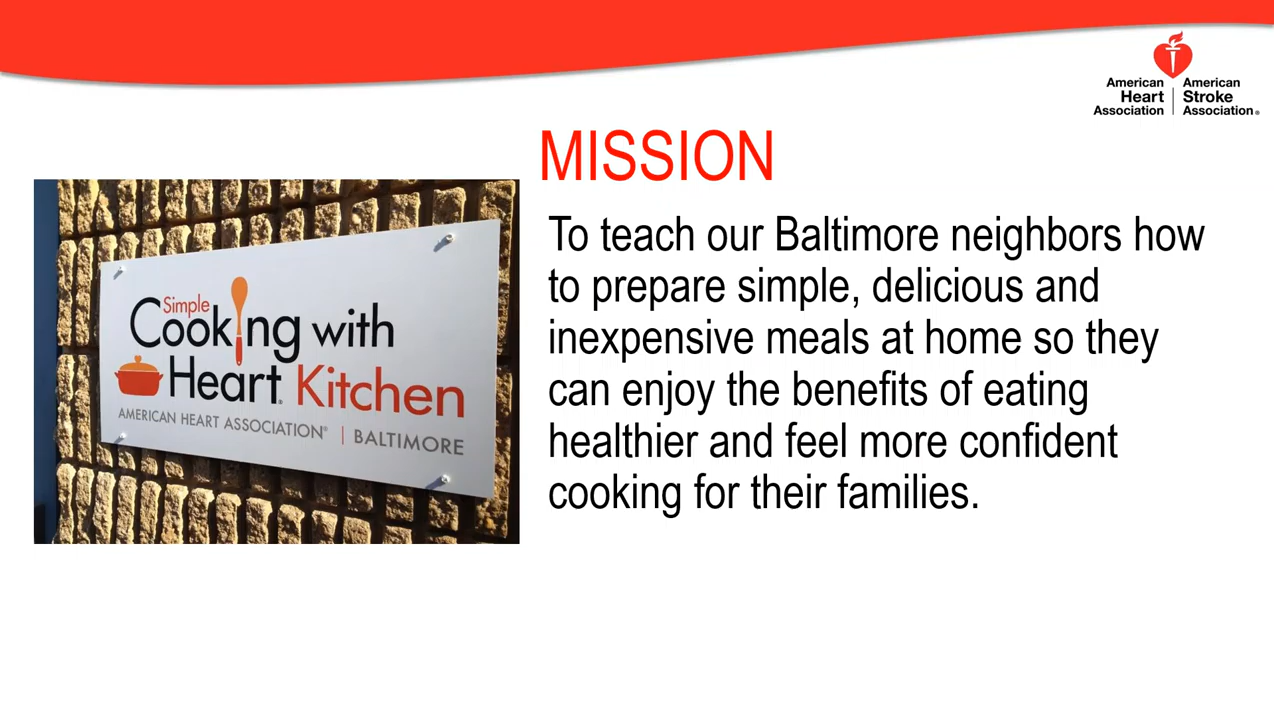 American Heart Association | American Stroke Association®
MISSION
To teach our Baltimore neighbors how
to prepare simple, delicious and
inexpensive meals at home so they
can enjoy the benefits of eating
healthier and feel more confident
cooking for their families.
Simple
Cooking with
Heart® Kitchen
AMERICAN HEART ASSOCIATION® | BALTIMORE